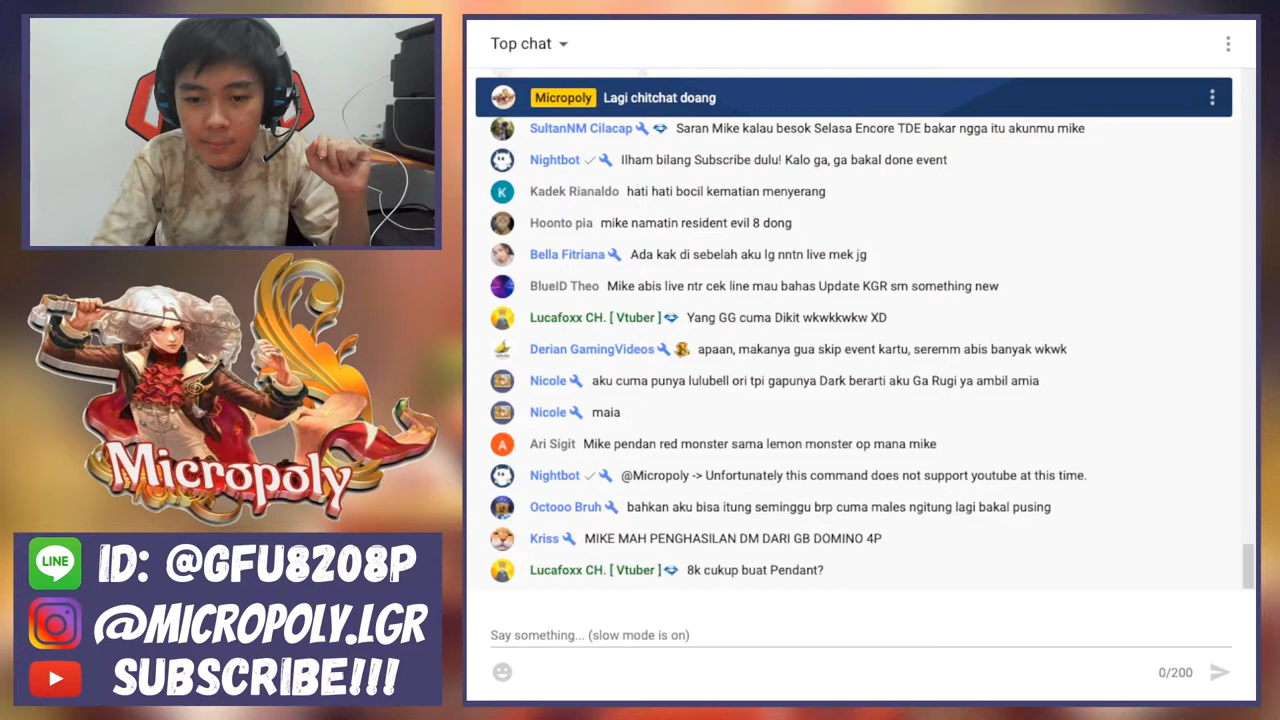 Micropoly
LINE
ID: @GFU8208P
@MICROPOLY.LGR
SUBSCRIBE!!!
Top chat
Micropoly Lagi chitchat doang
SultanNM Cilacap Saran Mike kalau besok Selasa Encore TDE bakar ngga itu akunmu mike
Nightbot Ilham bilang Subscribe dulu! Kalo ga, ga bakal done event
K Kadek Rianaldo hati hati bocil kematian menyerang
Hoonto pia mike namatin resident evil 8 dong
Bella Fitriana Ada kak di sebelah aku lg nntn live mek jg
BlueID Theo Mike abis live ntr cek line mau bahas Update KGR sm something new
Lucafoxx CH. [ Vtuber ] Yang GG cuma Dikit wkwkkwkw XD
Derian GamingVideos apaan, makanya gua skip event kartu, seremm abis banyak wkwk
Nicole aku cuma punya lulubell ori tpi gapunya Dark berarti aku Ga Rugi ya ambil amia
Nicole maia
A Ari Sigit Mike pendan red monster sama lemon monster op mana mike
Nightbot @Micropoly -> Unfortunately this command does not support youtube at this time.
Octooo Bruh bahkan aku bisa itung seminggu brp cuma males ngitung lagi bakal pusing
Kriss MIKE MAH PENGHASILAN DM DARI GB DOMINO 4P
Lucafoxx CH. [ Vtuber ] 8k cukup buat Pendant?
Say something... (slow mode is on)
0/200